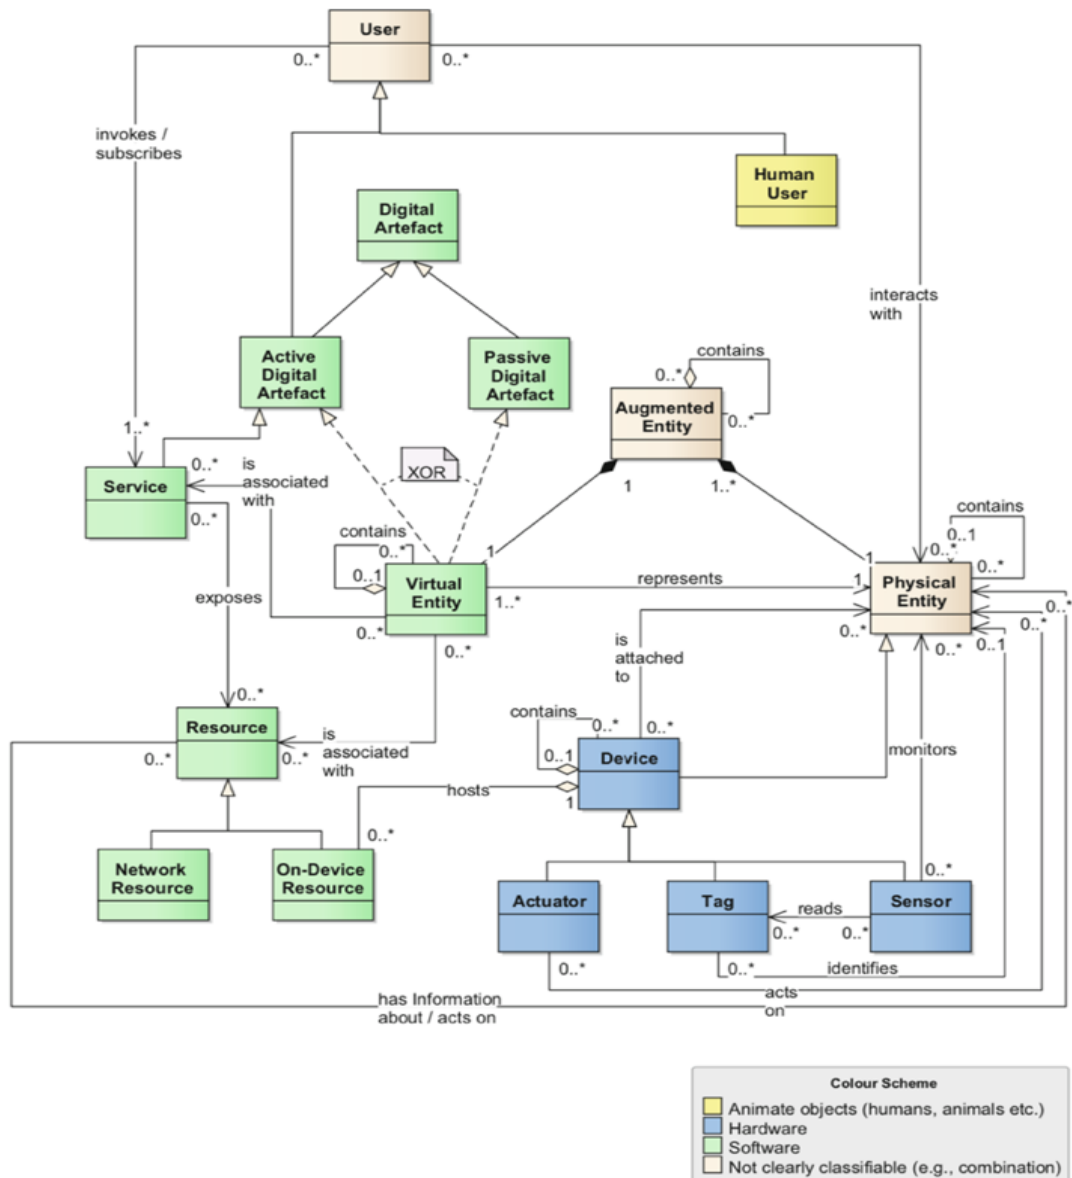 User
0..*
0..*
invokes /
subscribes
Human
User
Digital
Artefact
interacts
with
Active
Digital
Artefact
Passive
Digital
Artefact
contains
0..*
Augmented
Entity
0..*
1..*
XOR
0..*
is
associated
with
Service
0..*
1
1..*
contains
0..1
0..*
0..*
contains
0..*
0..1
Virtual
Entity
1
1..*
represents
1
1
Physical
Entity
0..*
0..*
exposes
0..*
0..*
is
attached
to
0..*
0..*
0..1
0..*
Resource
0..*
0..*
is
associated
with
contains
0..*
0..*
0..1
Device
monitors
hosts
1
0..*
Network
Resource
On-Device
Resource
0..*
Actuator
Tag
reads
0..*
0..*
Sensor
0..*
0..*
identifies
acts
on
has Information
about / acts on
Colour Scheme
Animate objects (humans, animals etc.)
Hardware
Software
Not clearly classifiable (e.g., combination)